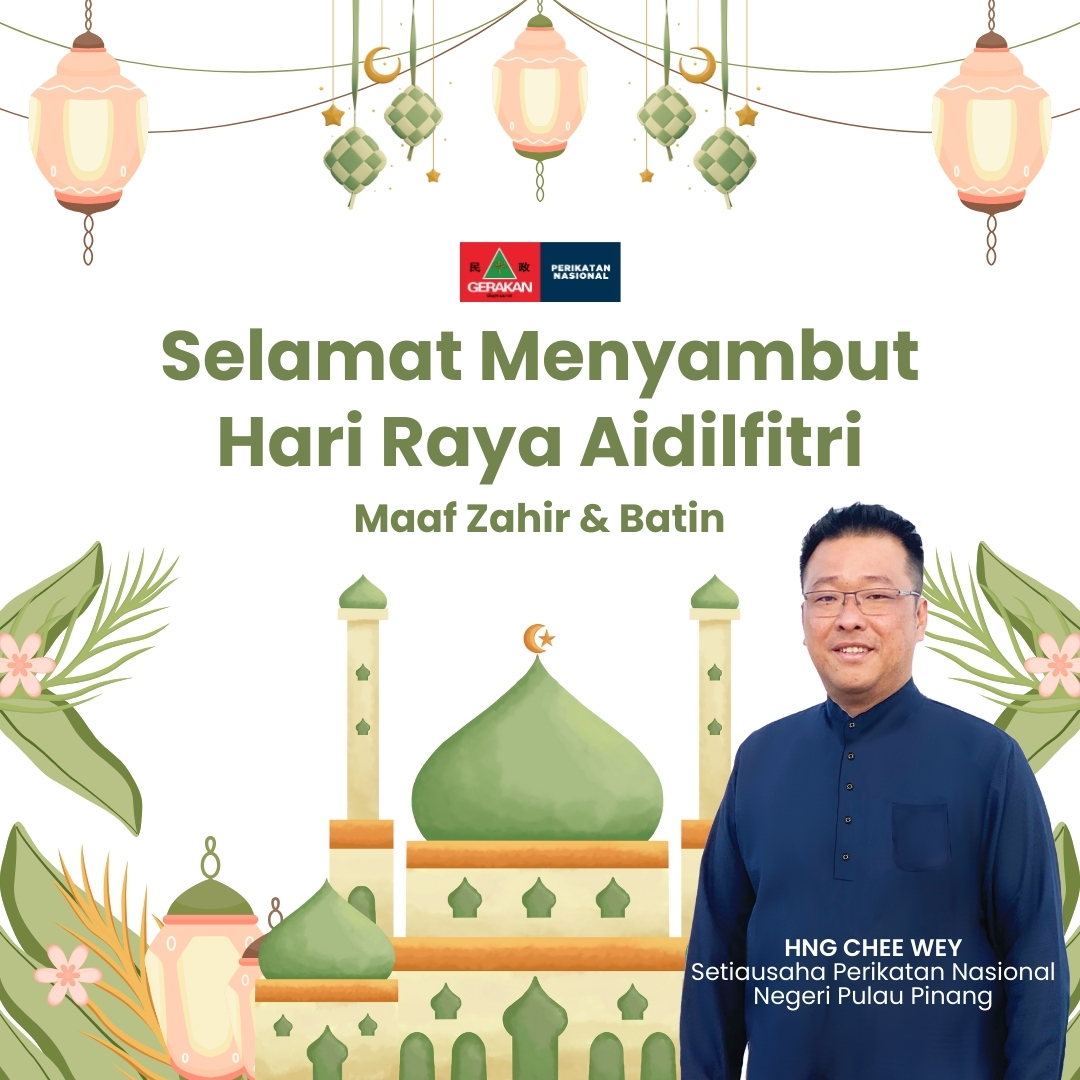 民 政
GERAKAN
PERIKATAN
NASIONAL
Selamat Menyambut
Hari Raya Aidilfitri
Maaf Zahir & Batin
HNG CHEE WEY
Setiausaha Perikatan Nasional
Negeri Pulau Pinang